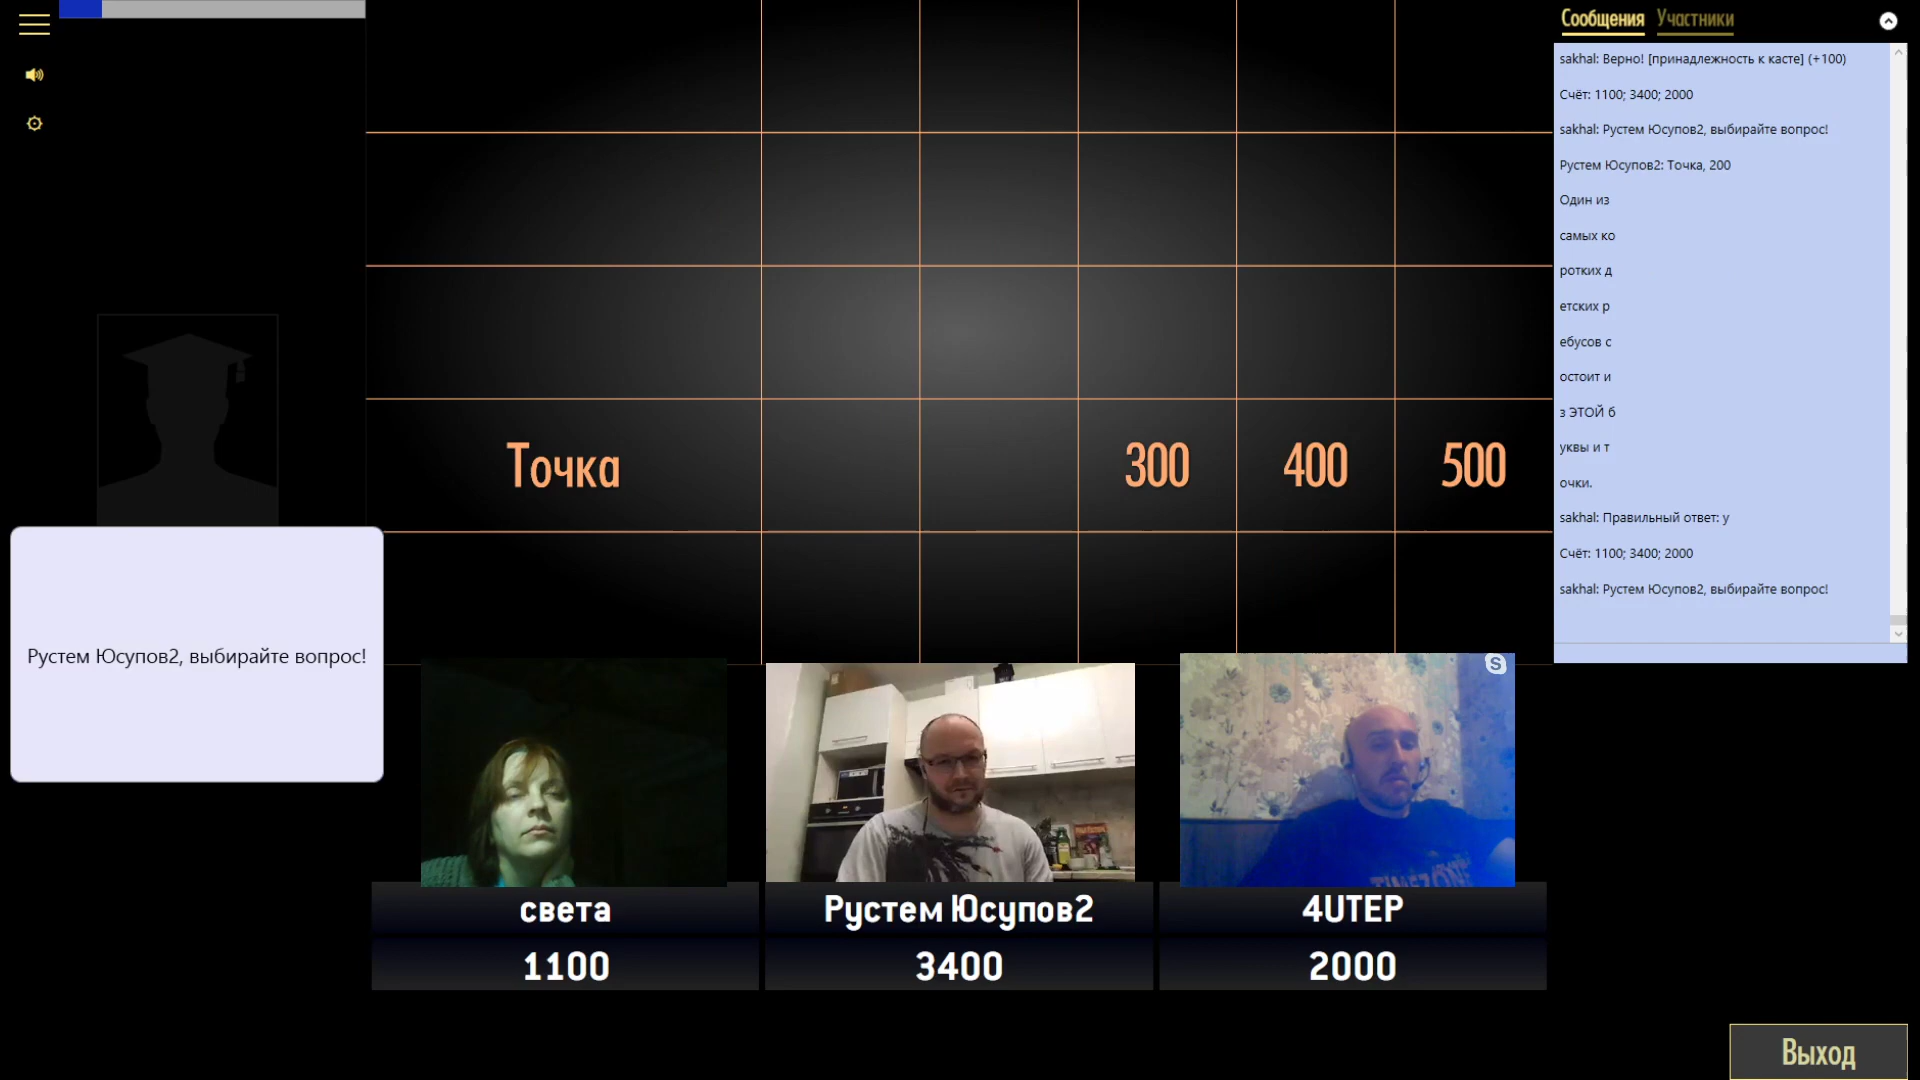 Сообщения Участники
sakhal: Верно! [принадлежность к касте] (+100)
Счёт: 1100; 3400; 2000
sakhal: Рустем Юсупов2, выбирайте вопрос!
Рустем Юсупов2: Точка, 200
Один из
самых ко
ротких д
етских р
ебусов с
остоит и
з ЭТОЙ б
уквы и т
очки.
sakhal: Правильный ответ: у
Счёт: 1100; 3400; 2000
sakhal: Рустем Юсупов2, выбирайте вопрос!
Точка 300 400 500
Рустем Юсупов2, выбирайте вопрос!
S
TIMEZONE
света Рустем Юсупов2 4UTEP
1100 3400 2000
Выход